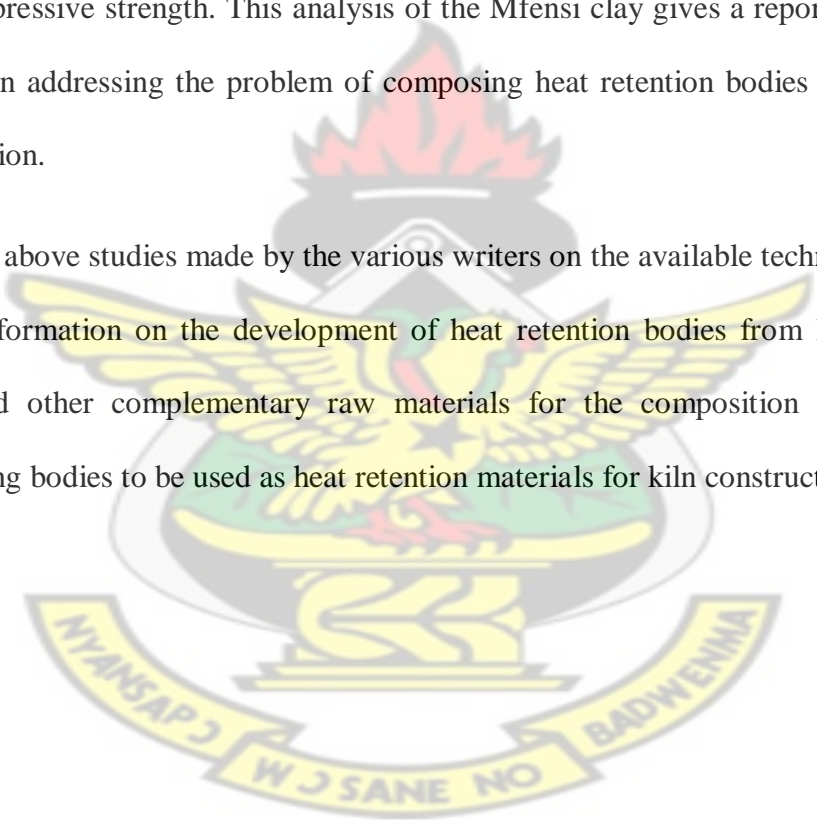 pressive strength. This analysis of the Mfensi clay gives a repor
n addressing the problem of composing heat retention bodies
ion.
above studies made by the various writers on the available techn
formation on the development of heat retention bodies from
d other complementary raw materials for the composition
ng bodies to be used as heat retention materials for kiln construct
NYANSAPƆ
WƆ SANE NO
BADWENMA